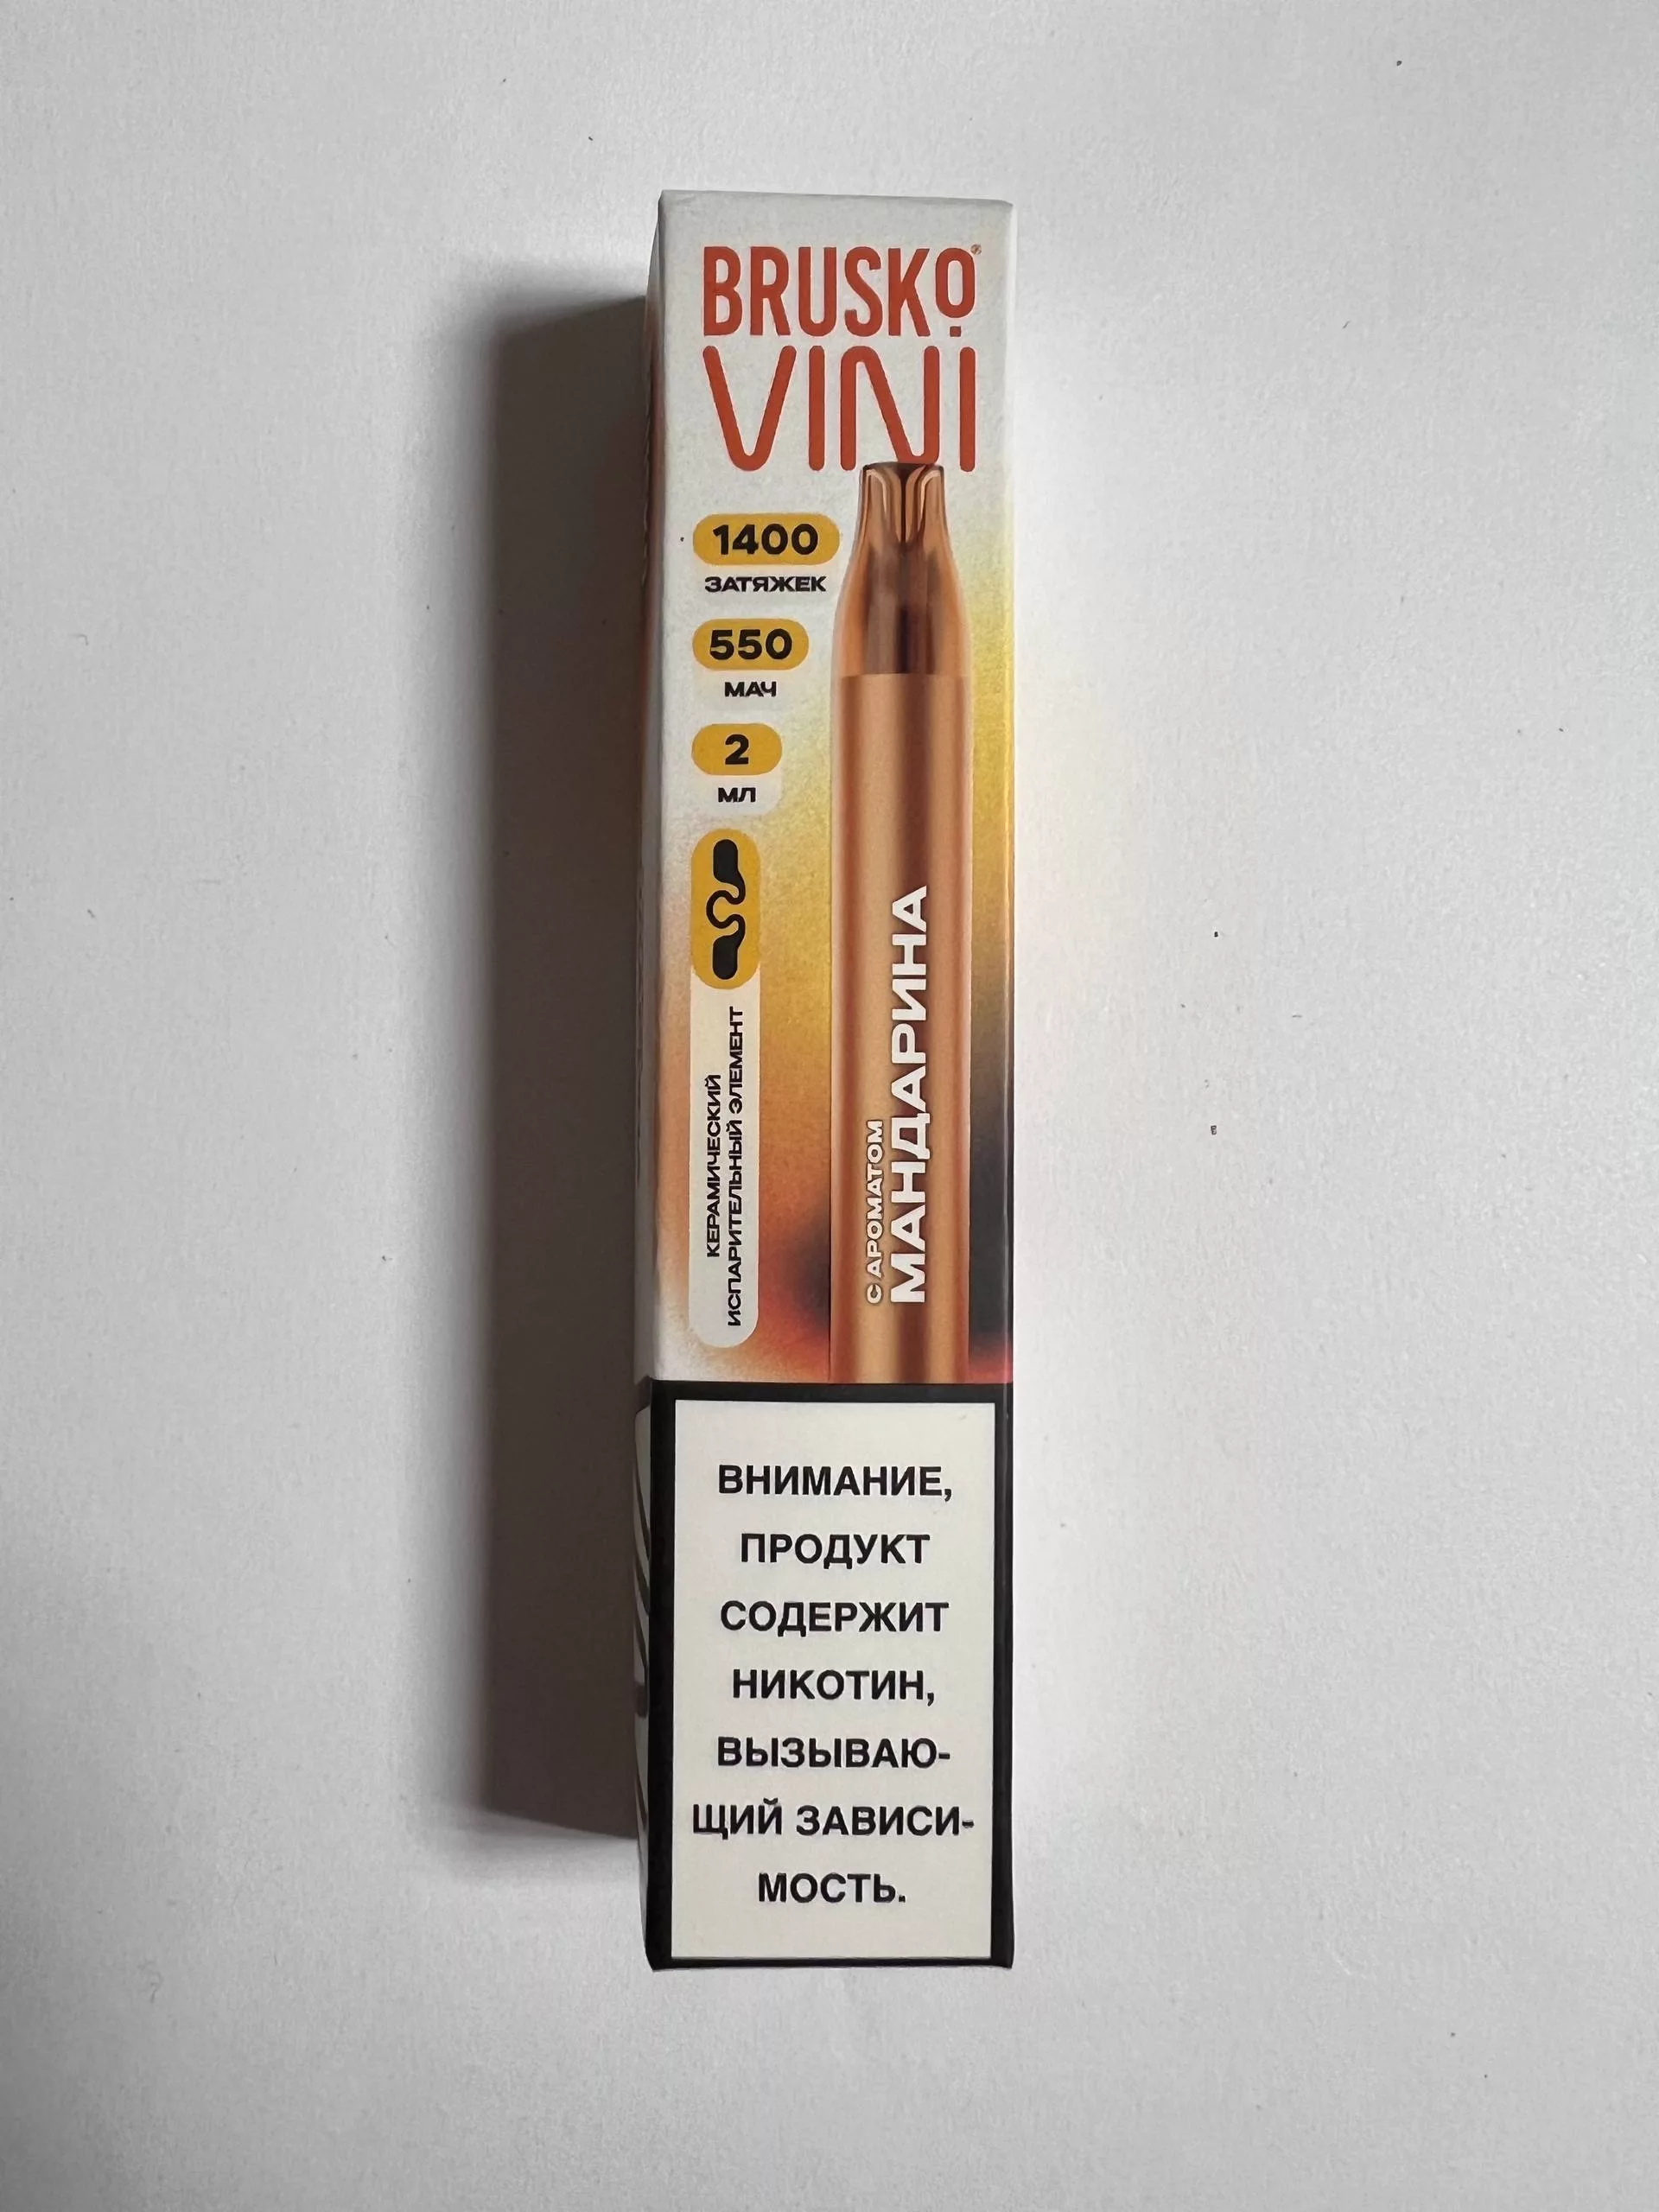 BRUSKO®
VINI
1400
ЗАТЯЖЕК
550
МАЧ
2
МЛ
КЕРАМИЧЕСКИЙ
ИСПАРИТЕЛЬНЫЙ ЭЛЕМЕНТ
С АРОМАТОМ
МАНДАРИНА
ВНИМАНИЕ,
ПРОДУКТ
СОДЕРЖИТ
НИКОТИН,
ВЫЗЫВАЮ-
ЩИЙ ЗАВИСИ-
МОСТЬ.